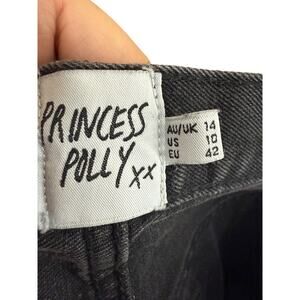 PRINCESS
POLLY xx
AU/UK 14
US 10
EU 42